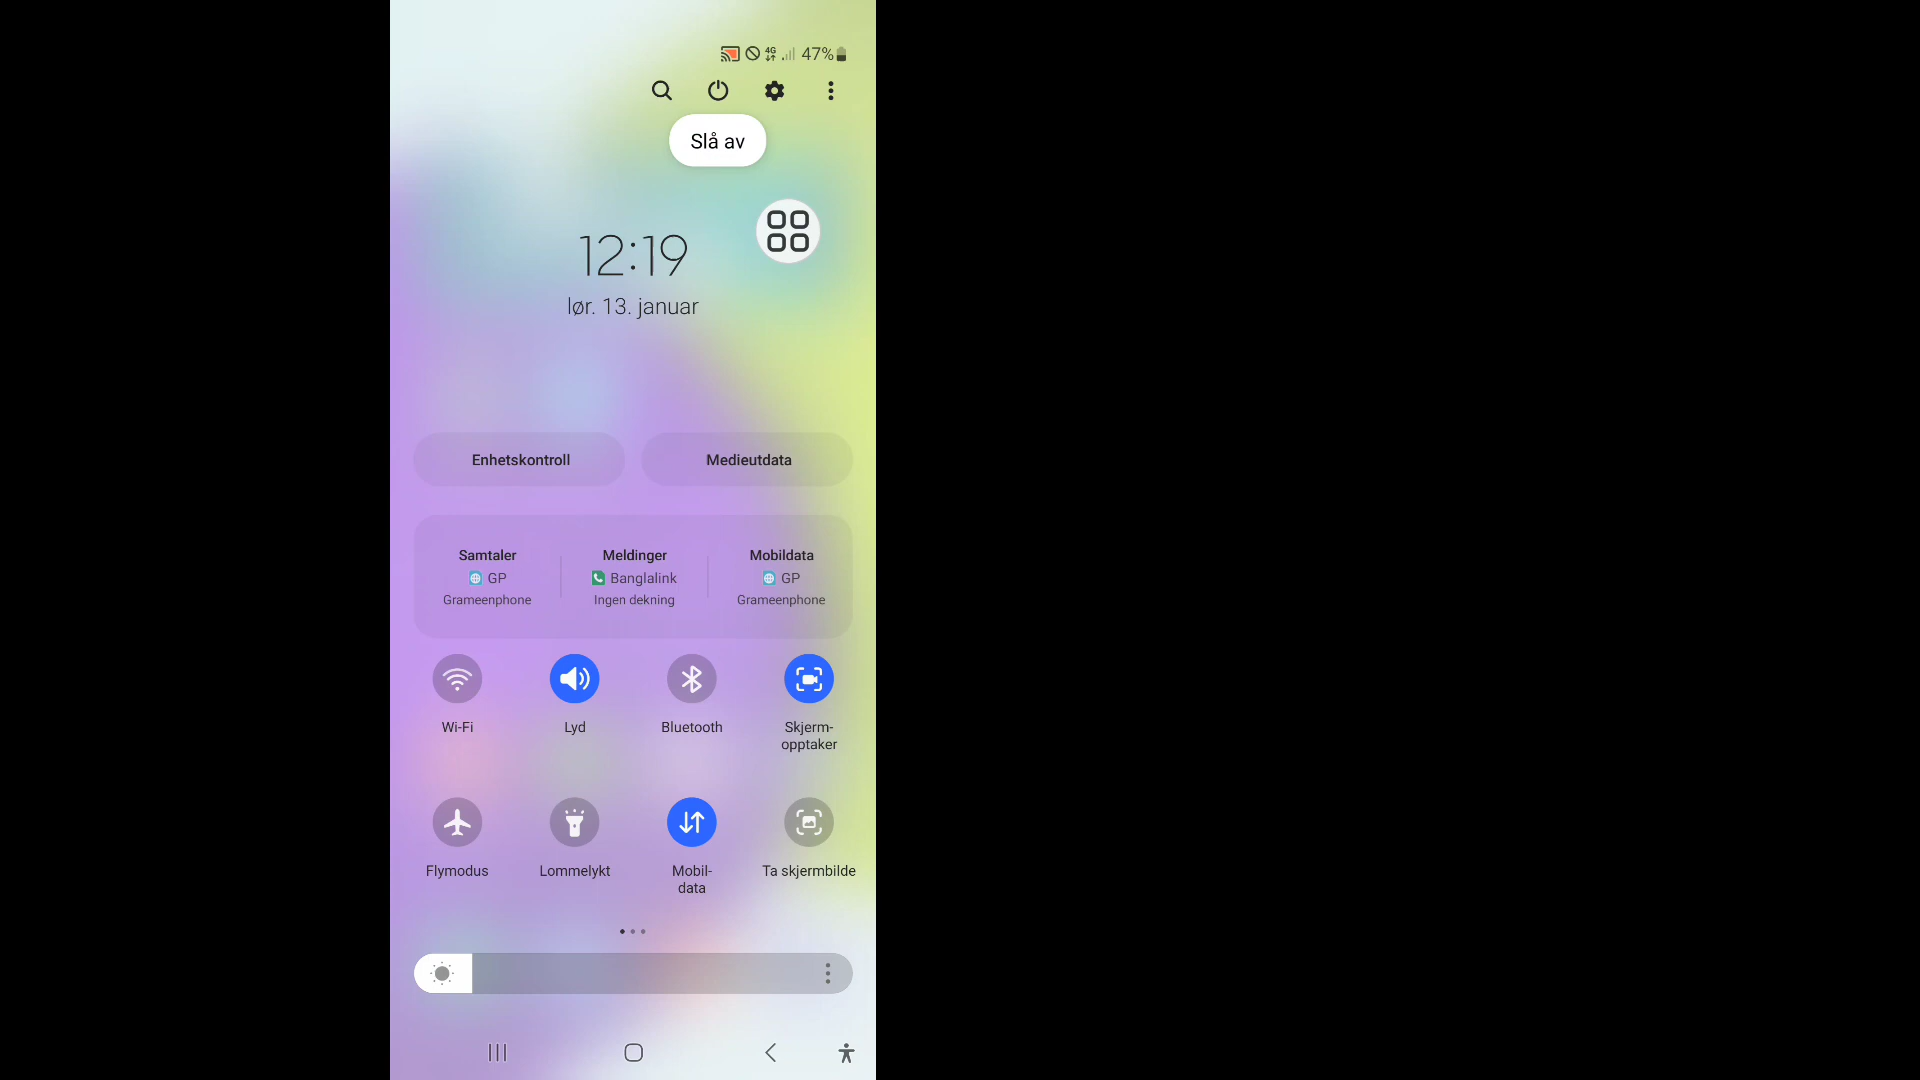 4G 47%
Slå av
12:19
lør. 13. januar
Enhetskontroll Medieutdata
Samtaler Meldinger Mobildata
GP Banglalink GP
Grameenphone Ingen dekning Grameenphone
Wi-Fi Lyd Bluetooth Skjerm-
opptaker
Flymodus Lommelykt Mobil- Ta skjermbilde
data